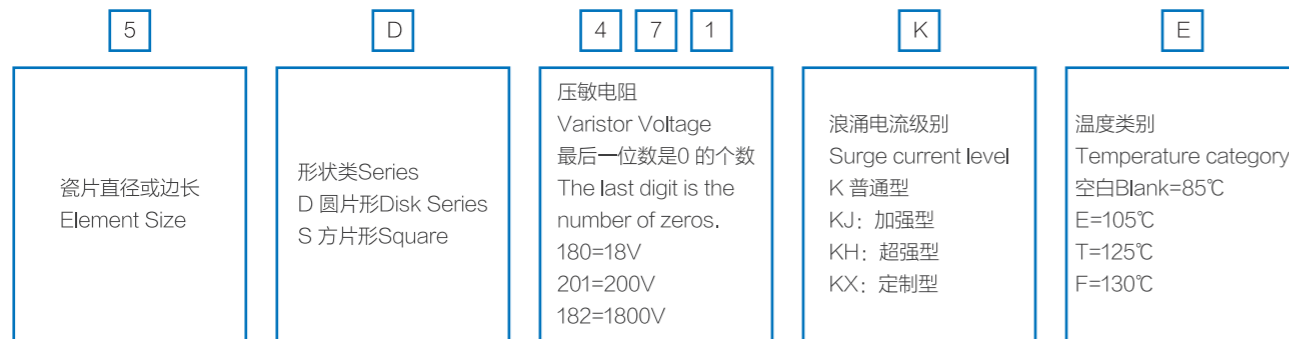 5
D
4 7 1
K
E
瓷片直径或边长
Element Size
形状类Series
D 圆片形Disk Series
S 方片形Square
压敏电阻
Varistor Voltage
最后一位数是0 的个数
The last digit is the
number of zeros.
180=18V
201=200V
182=1800V
浪涌电流级别
Surge current level
K 普通型
KJ：加强型
KH：超强型
KX：定制型
温度类别
Temperature category
空白Blank=85℃
E=105℃
T=125℃
F=130℃